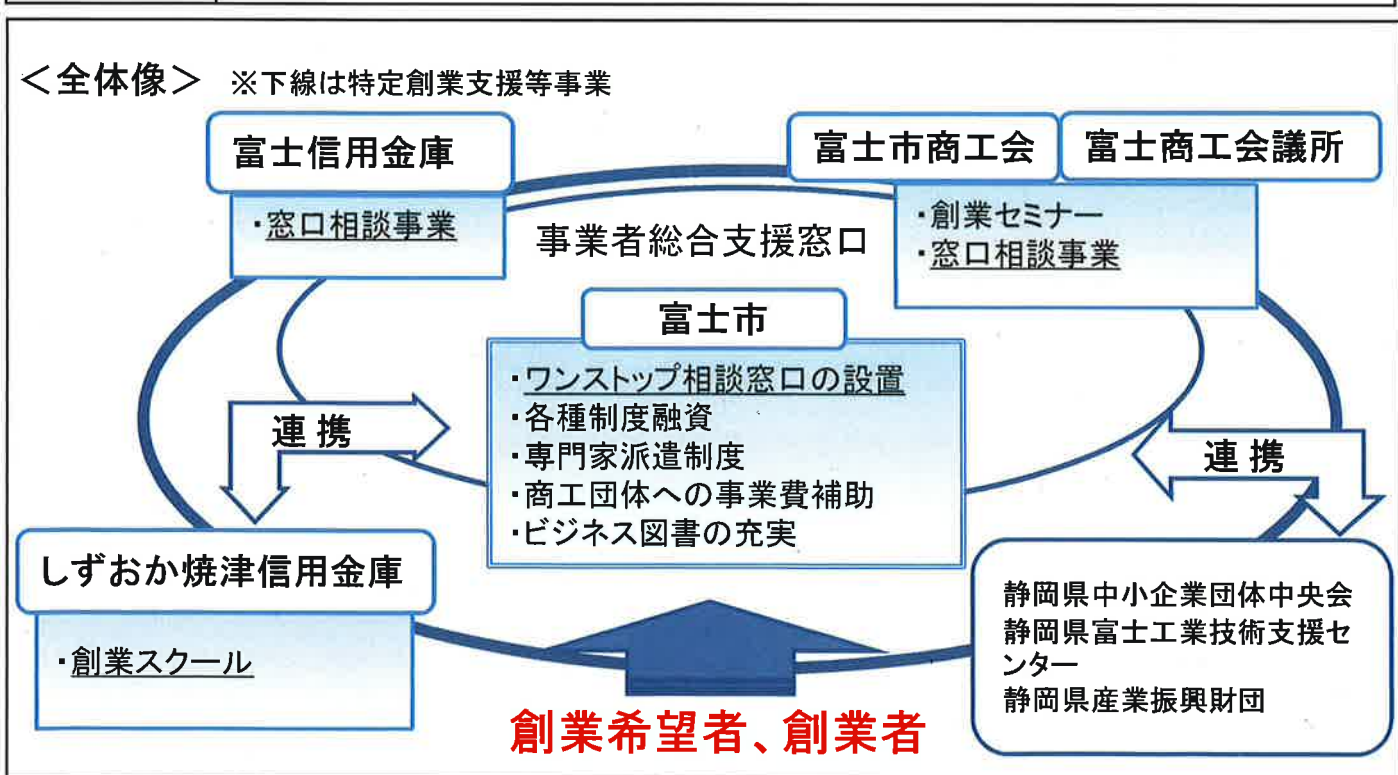 ＜全体像＞ ※下線は特定創業支援等事業
富士信用金庫
・窓口相談事業
富士市商工会
富士商工会議所
・創業セミナー
・窓口相談事業
事業者総合支援窓口
富士市
・ワンストップ相談窓口の設置
・各種制度融資
・専門家派遣制度
・商工団体への事業費補助
・ビジネス図書の充実
連携
連携
しずおか焼津信用金庫
・創業スクール
静岡県中小企業団体中央会
静岡県富士工業技術支援セ
ンター
静岡県産業振興財団
創業希望者、創業者